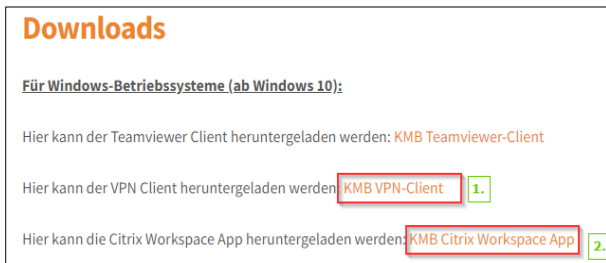 Downloads
Für Windows-Betriebssysteme (ab Windows 10):
Hier kann der Teamviewer Client heruntergeladen werden: KMB Teamviewer-Client
Hier kann der VPN Client heruntergeladen werden: KMB VPN-Client 1.
Hier kann die Citrix Workspace App heruntergeladen werden: KMB Citrix Workspace App 2.